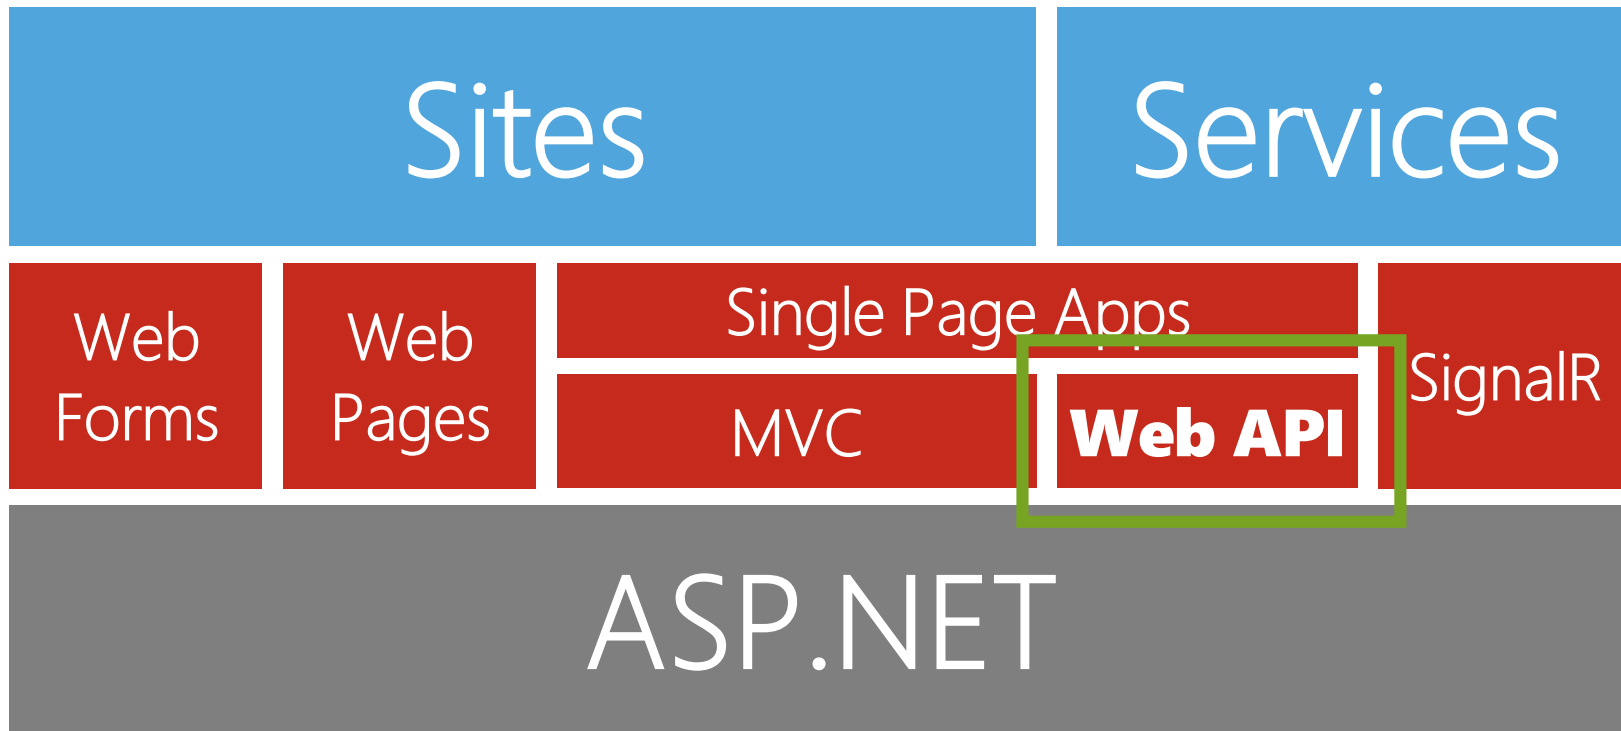 Sites
Services
Web
Forms
Web
Pages
Single Page Apps
MVC
Web API
SignalR
ASP.NET